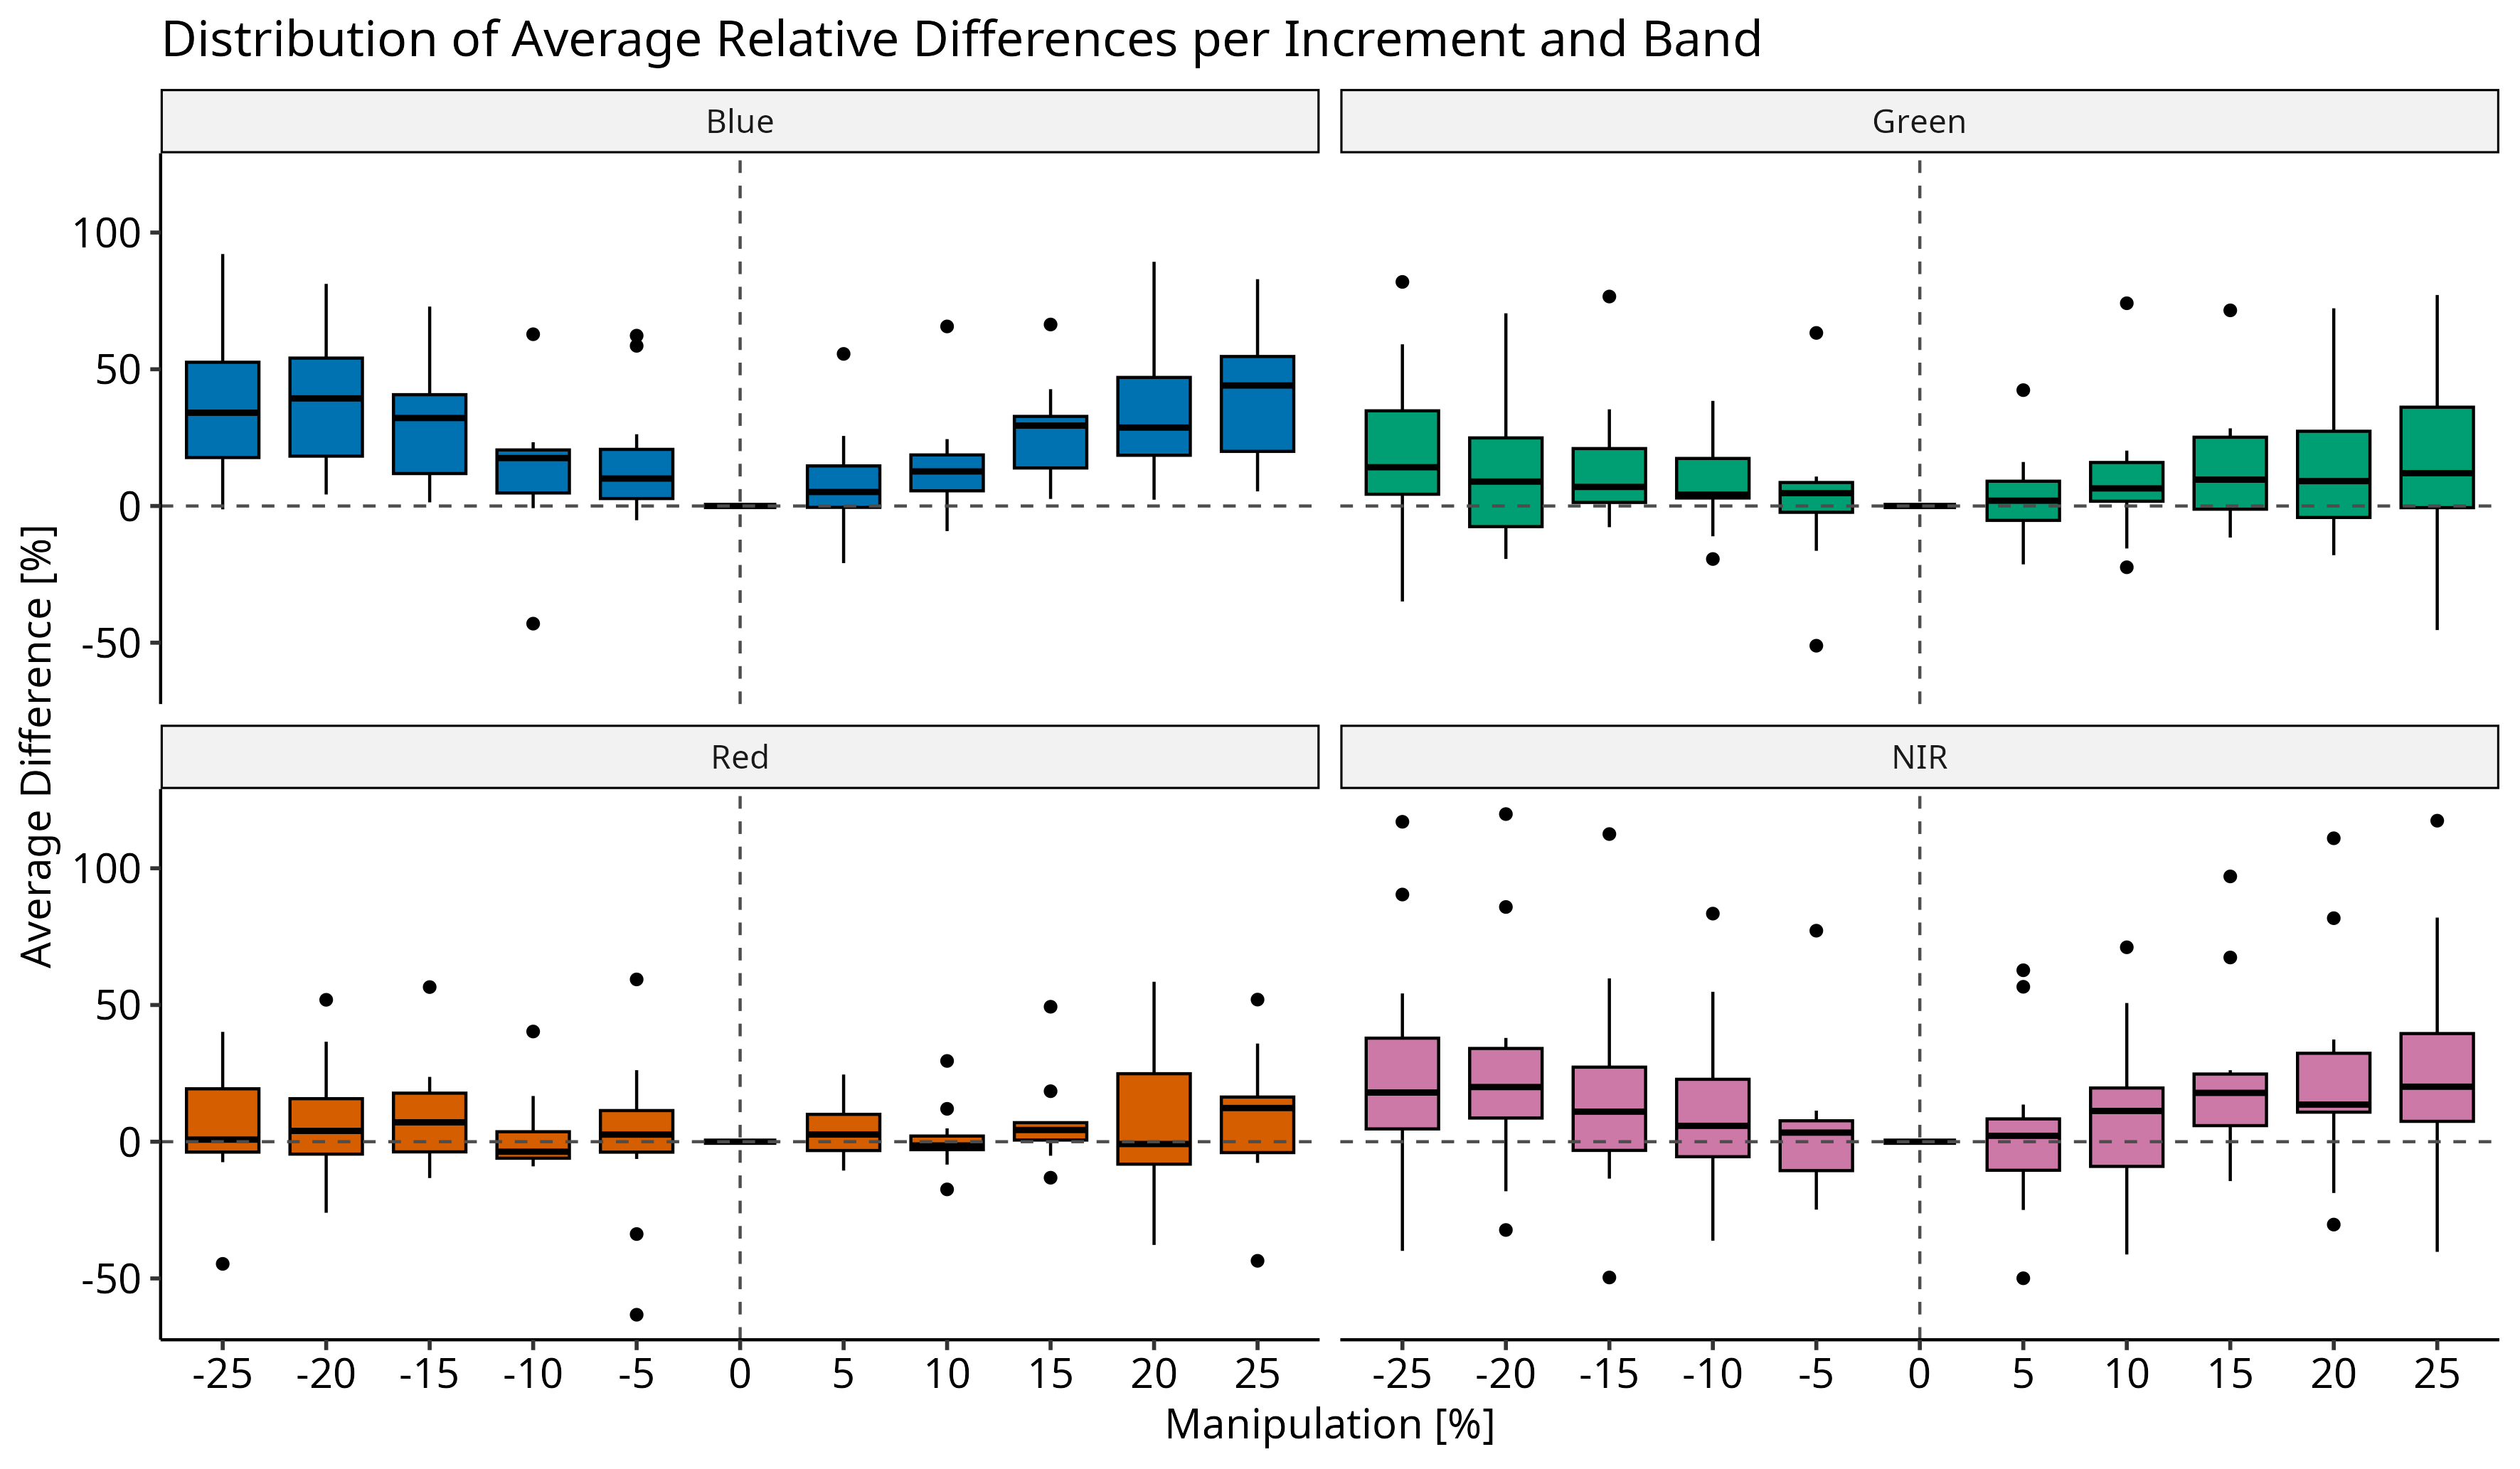 Distribution of Average Relative Differences per Increment and Band
Blue
Green
100
50
0
-50
Average Difference [%]
Red
NIR
100
50
0
-50
-25 -20 -15 -10 -5 0 5 10 15 20 25
-25 -20 -15 -10 -5 0 5 10 15 20 25
Manipulation [%]